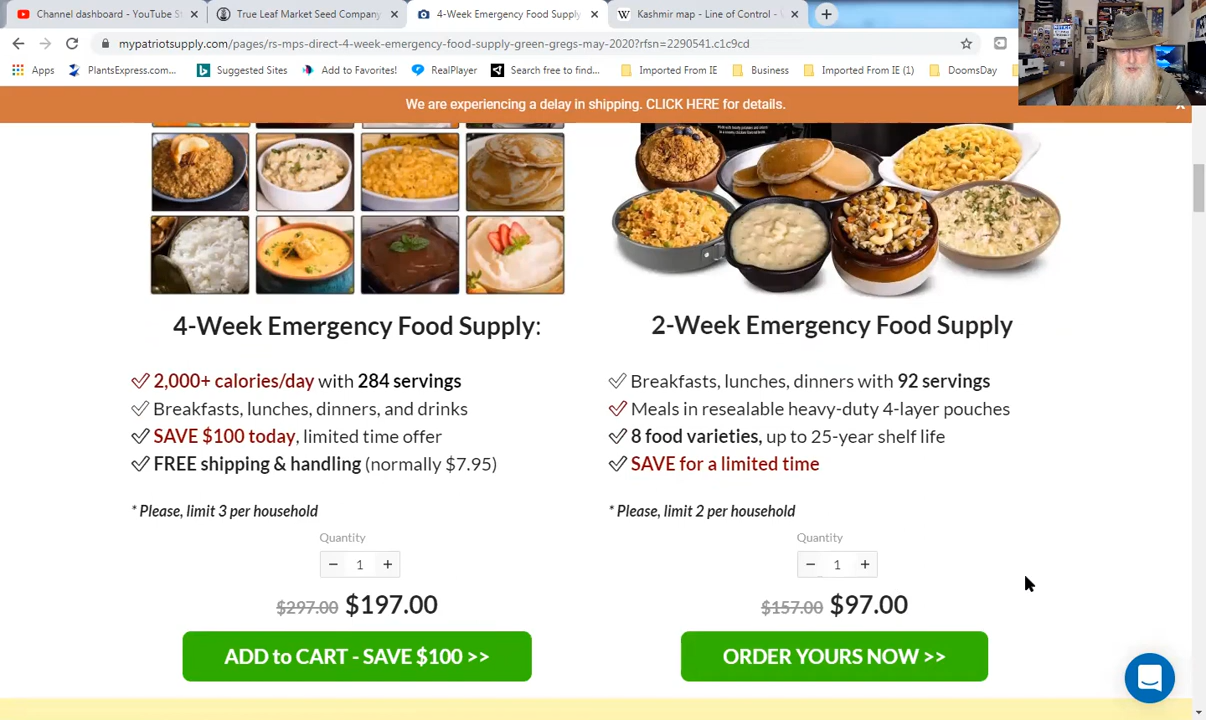 Channel dashboard - YouTube S
True Leaf Market Seed Company
4-Week Emergency Food Supply
Kashmir map - Line of Control -
mypatriotsupply.com/pages/rs-mps-direct-4-week-emergency-food-supply-green-gregs-may-2020?rfsn=2290541.c1c9cd
Apps
PlantsExpress.com...
Suggested Sites
Add to Favorites!
RealPlayer
Search free to find...
Imported From IE
Business
Imported From IE (1)
DoomsDay
We are experiencing a delay in shipping. CLICK HERE for details.
4-Week Emergency Food Supply:
2,000+ calories/day with 284 servings
Breakfasts, lunches, dinners, and drinks
SAVE $100 today, limited time offer
FREE shipping & handling (normally $7.95)
* Please, limit 3 per household
Quantity
− 1 +
$297.00 $197.00
ADD to CART - SAVE $100 >>
2-Week Emergency Food Supply
Breakfasts, lunches, dinners with 92 servings
Meals in resealable heavy-duty 4-layer pouches
8 food varieties, up to 25-year shelf life
SAVE for a limited time
* Please, limit 2 per household
Quantity
− 1 +
$157.00 $97.00
ORDER YOURS NOW >>